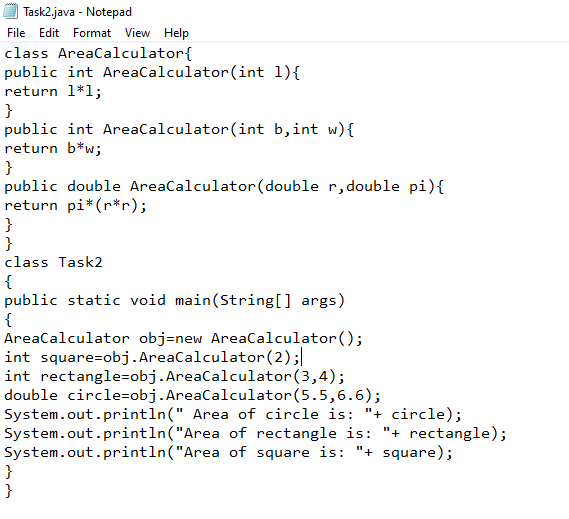 Task2.java - Notepad
File Edit Format View Help
class AreaCalculator{
public int AreaCalculator(int l){
return l*l;
}
public int AreaCalculator(int b,int w){
return b*w;
}
public double AreaCalculator(double r,double pi){
return pi*(r*r);
}
}
class Task2
{
public static void main(String[] args)
{
AreaCalculator obj=new AreaCalculator();
int square=obj.AreaCalculator(2);
int rectangle=obj.AreaCalculator(3,4);
double circle=obj.AreaCalculator(5.5,6.6);
System.out.println(" Area of circle is: "+ circle);
System.out.println("Area of rectangle is: "+ rectangle);
System.out.println("Area of square is: "+ square);
}
}